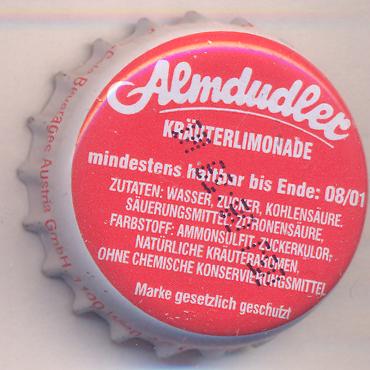 Almdudler
KRÄUTERLIMONADE
mindestens haltbar bis Ende: 08/01
ZUTATEN: WASSER, ZUCKER, KOHLENSÄURE,
SÄUERUNGSMITTEL ZITRONENSÄURE,
FARBSTOFF: AMMONSULFIT-ZUCKERKULÖR,
NATÜRLICHE KRÄUTERAROMEN,
OHNE CHEMISCHE KONSERVIERUNGSMITTEL
Marke gesetzlich geschützt
Beverages Austria GmbH,